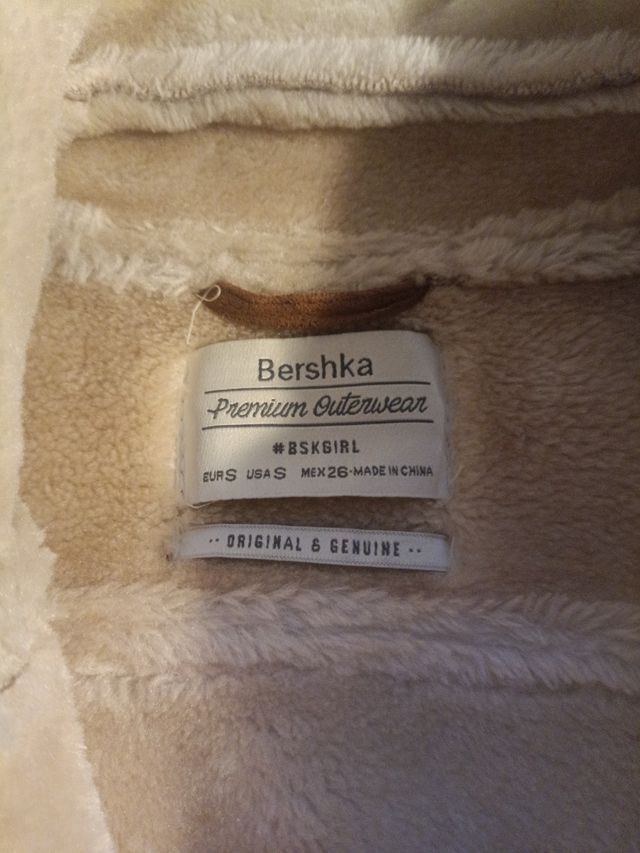 Bershka
Premium Outerwear
#BSKGIRL
EUR S USA S MEX 26-MADE IN CHINA
·· ORIGINAL & GENUINE ··